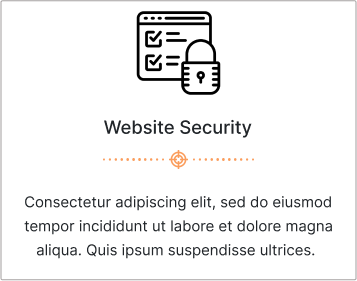 Website Security
Consectetur adipiscing elit, sed do eiusmod
tempor incididunt ut labore et dolore magna
aliqua. Quis ipsum suspendisse ultrices.